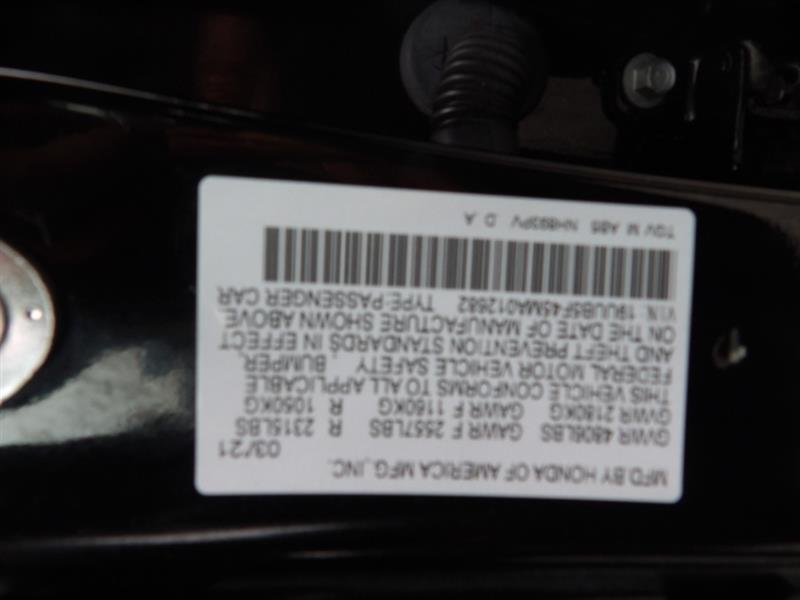 MFD.BY HONDA OF AMERICA MFG.,INC. 03/21
GVWR 4806LBS GAWR F 2557LBS R 2315LBS
GVWR 2180KG GAWR F 1160KG R 1050KG
THIS VEHICLE CONFORMS TO ALL APPLICABLE
FEDERAL MOTOR VEHICLE SAFETY , BUMPER,
AND THEFT PREVENTION STANDARDS IN EFFECT
ON THE DATE OF MANUFACTURE SHOWN ABOVE.
V.I.N. 19UUB5F45MA012682 TYPE:PASSENGER CAR
TGV M A85 NH893PV D A